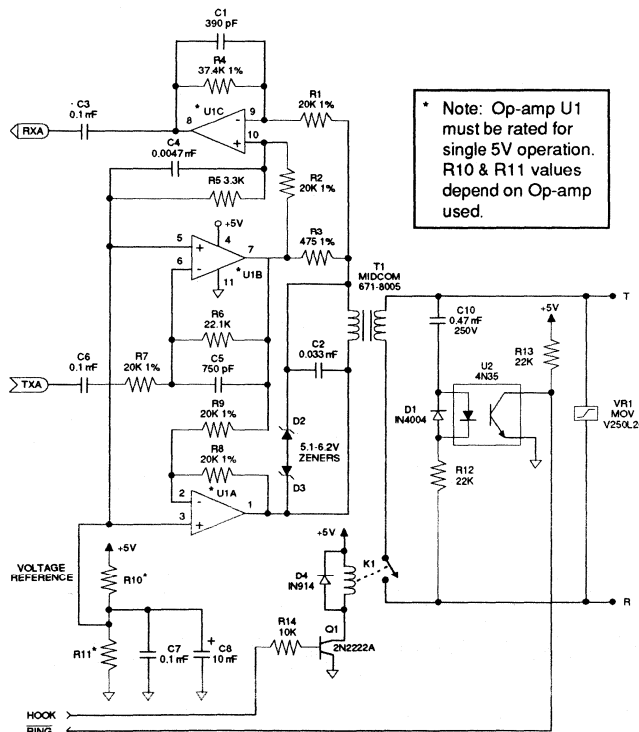 C1
390 pF
R4
37.4K 1%
R1
20K 1%
C3
0.1 mF
* U1C
8
9
10
RXA
C4
0.0047 mF
R2
20K 1%
R5 3.3K
+5V
R3
475 1%
5
4
7
6
11
* U1B
T1
MIDCOM
671-8005
R6
22.1K
C2
0.033 mF
C6
0.1 mF
R7
20K 1%
C5
750 pF
TXA
R9
20K 1%
D2
R8
20K 1%
5.1-6.2V
ZENERS
* U1A
2
1
3
D3
* Note: Op-amp U1
must be rated for
single 5V operation.
R10 & R11 values
depend on Op-amp
used.
T
C10
0.47 mF
250V
+5V
R13
22K
U2
4N35
D1
IN4004
VR1
MOV
V250L2
R12
22K
+5V
VOLTAGE
REFERENCE
+5V
K1
D4
IN914
R10*
R
R14
10K
Q1
2N2222A
R11*
C7
0.1 mF
+
C8
10 mF
HOOK
RING